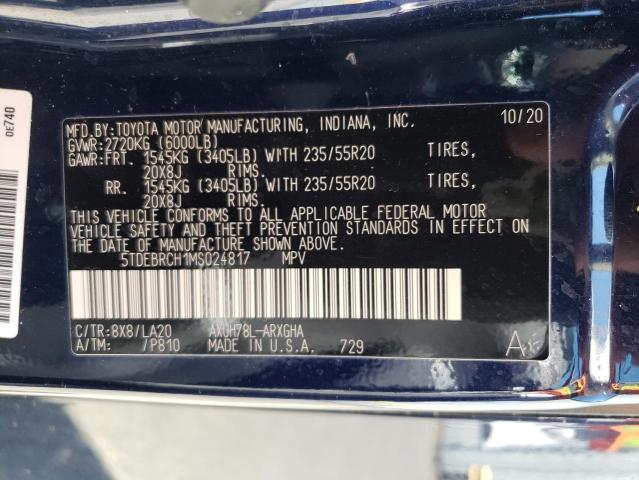 0E740
MFD.BY:TOYOTA MOTOR MANUFACTURING, INDIANA, INC. 10/20
GVWR:2720KG (6000LB)
GAWR:FRT. 1545KG (3405LB) WITH 235/55R20 TIRES,
20X8J RIMS.
RR. 1545KG (3405LB) WITH 235/55R20 TIRES,
20X8J RIMS.
THIS VEHICLE CONFORMS TO ALL APPLICABLE FEDERAL MOTOR
VEHICLE SAFETY AND THEFT PREVENTION STANDARDS IN EFFECT ON
THE DATE OF MANUFACTURE SHOWN ABOVE.
5TDEBRCH1MS024817 MPV
C/TR:8X8/LA20 AXUH78L-ARXGHA
A/TM: /P810 MADE IN U.S.A. 729 A